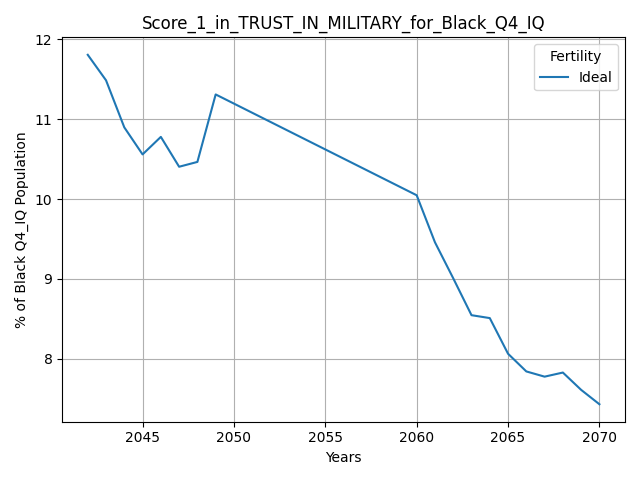 Score_1_in_TRUST_IN_MILITARY_for_Black_Q4_IQ
Fertility
Ideal
% of Black Q4_IQ Population
12
11
10
9
8
2045 2050 2055 2060 2065 2070
Years